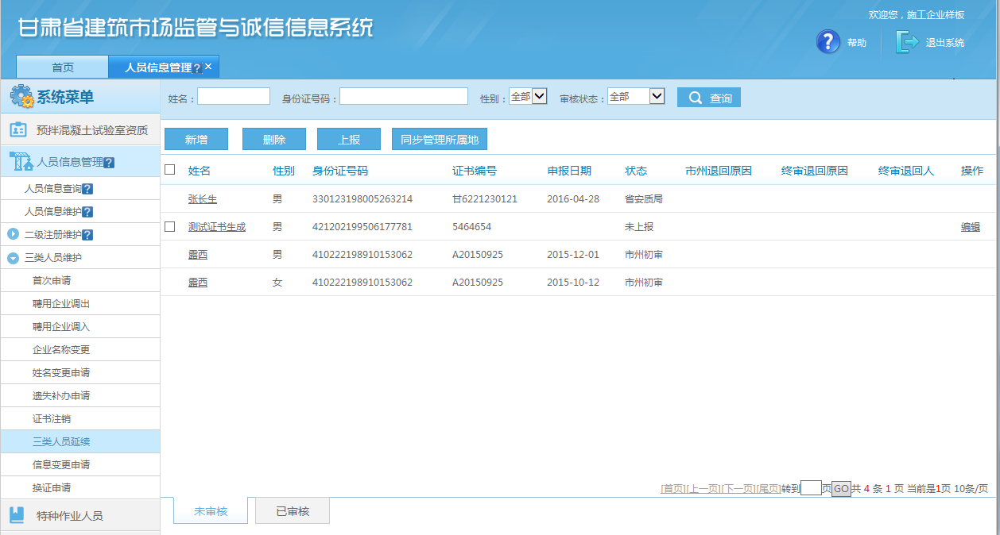 甘肃省建筑市场监管与诚信信息系统
欢迎您，施工企业样板
帮助
退出系统
首页
人员信息管理? ×
系统菜单
预拌混凝土试验室资质
人员信息管理?
人员信息查询?
人员信息维护?
二级注册维护?
三类人员维护
首次申请
聘用企业调出
聘用企业调入
企业名称变更
姓名变更申请
遗失补办申请
证书注销
三类人员延续
信息变更申请
换证申请
特种作业人员
姓名： 身份证号码： 性别：全部 审核状态：全部 查询
新增 删除 上报 同步管理所属地
姓名 性别 身份证号码 证书编号 申报日期 状态 市州退回原因 终审退回原因 终审退回人 操作
张长生 男 330123198005263214 甘6221230121 2016-04-28 省安质局
测试证书生成 男 421202199506177781 5464654 未上报 编辑
露西 男 410222198910153062 A20150925 2015-12-01 市州初审
露西 女 410222198910153062 A20150925 2015-10-12 市州初审
[首页][上一页][下一页][尾页]转到 页GO共 4 条 1 页 当前是1页 10条/页
未审核 已审核